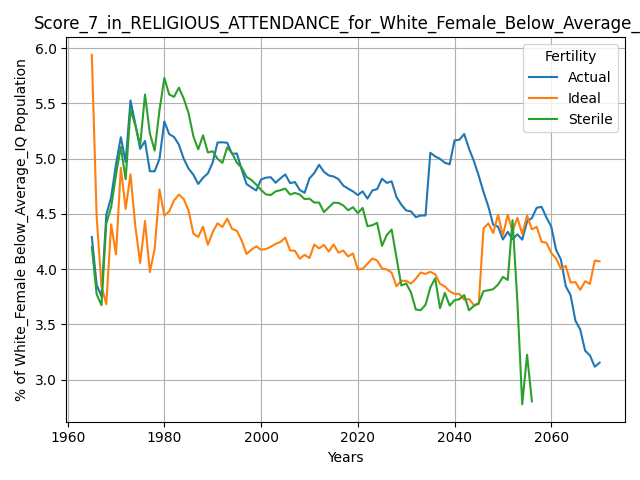 Score_7_in_RELIGIOUS_ATTENDANCE_for_White_Female_Below_Average_
% of White_Female Below_Average_IQ Population
6.0
5.5
5.0
4.5
4.0
3.5
3.0
Fertility
Actual
Ideal
Sterile
1960
1980
2000
2020
2040
2060
Years